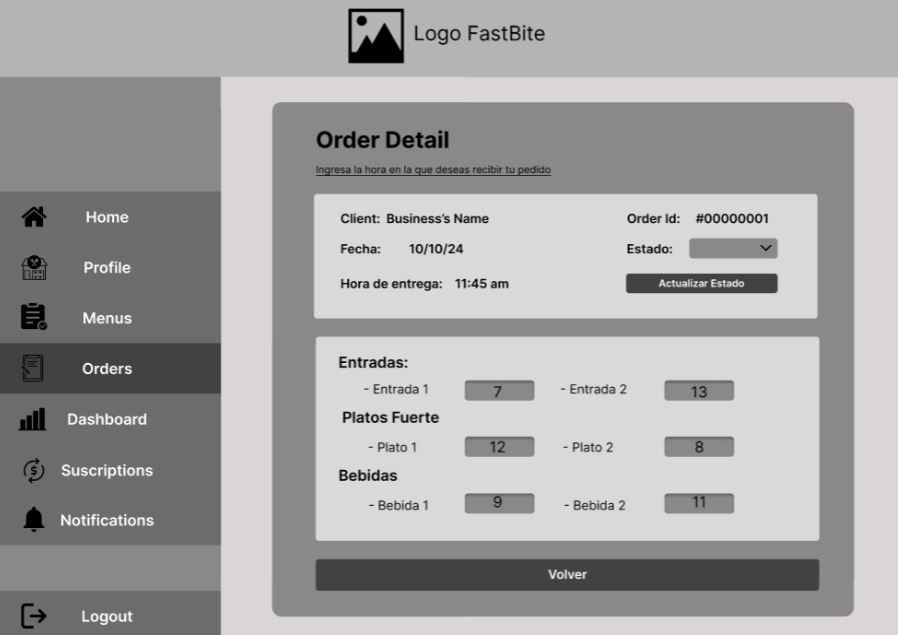 Logo FastBite
Home
Profile
Menus
Orders
Dashboard
Suscriptions
Notifications
Logout
Order Detail
Ingresa la hora en la que deseas recibir tu pedido
Client: Business's Name Order Id: #00000001
Fecha: 10/10/24 Estado:
Hora de entrega: 11:45 am Actualizar Estado
Entradas:
- Entrada 1 7 - Entrada 2 13
Platos Fuerte
- Plato 1 12 - Plato 2 8
Bebidas
- Bebida 1 9 - Bebida 2 11
Volver